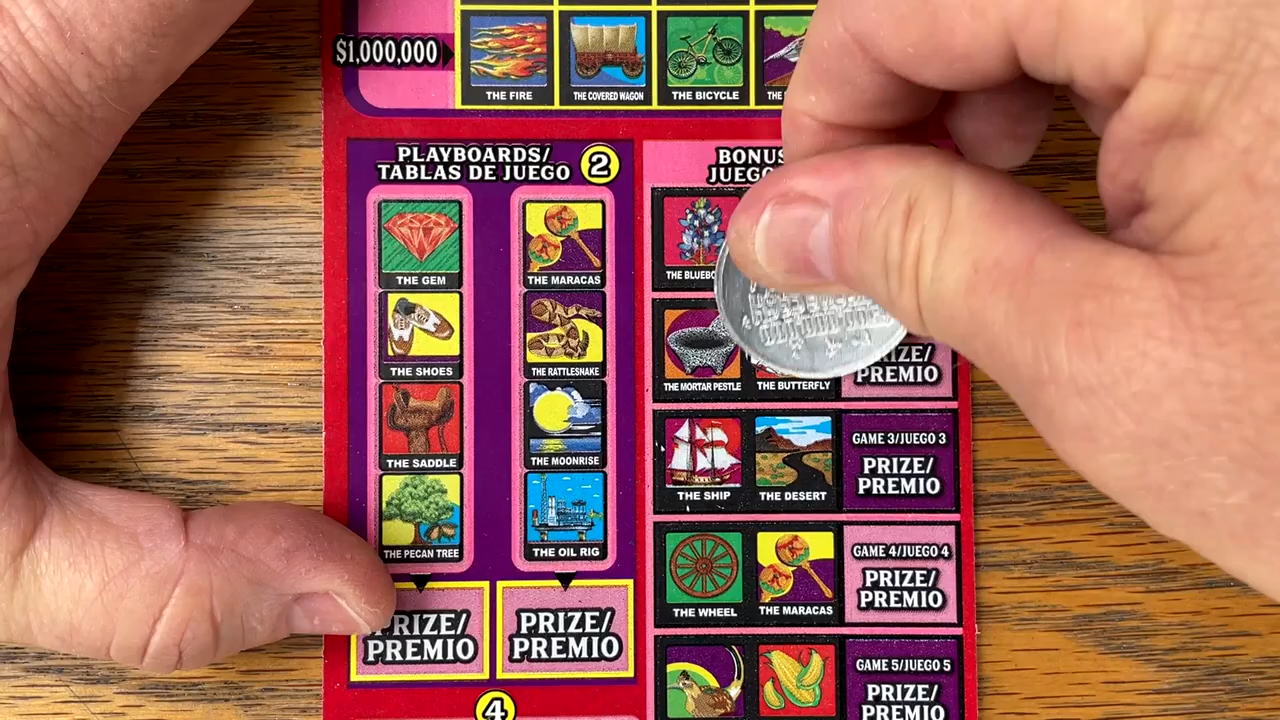 $1,000,000
THE FIRE
THE COVERED WAGON
THE BICYCLE
THE
PLAYBOARDS/
TABLAS DE JUEGO
2
BONUS
JUEGO
THE GEM
THE MARACAS
THE SHOES
THE RATTLESNAKE
THE SADDLE
THE MOONRISE
THE PECAN TREE
THE OIL RIG
PRIZE/
PREMIO
PRIZE/
PREMIO
4
THE MORTAR PESTLE
THE BUTTERFLY
PRIZE/
PREMIO
THE SHIP
THE DESERT
GAME 3/JUEGO 3
PRIZE/
PREMIO
THE WHEEL
THE MARACAS
GAME 4/JUEGO 4
PRIZE/
PREMIO
GAME 5/JUEGO 5
PRIZE/
PREMIO